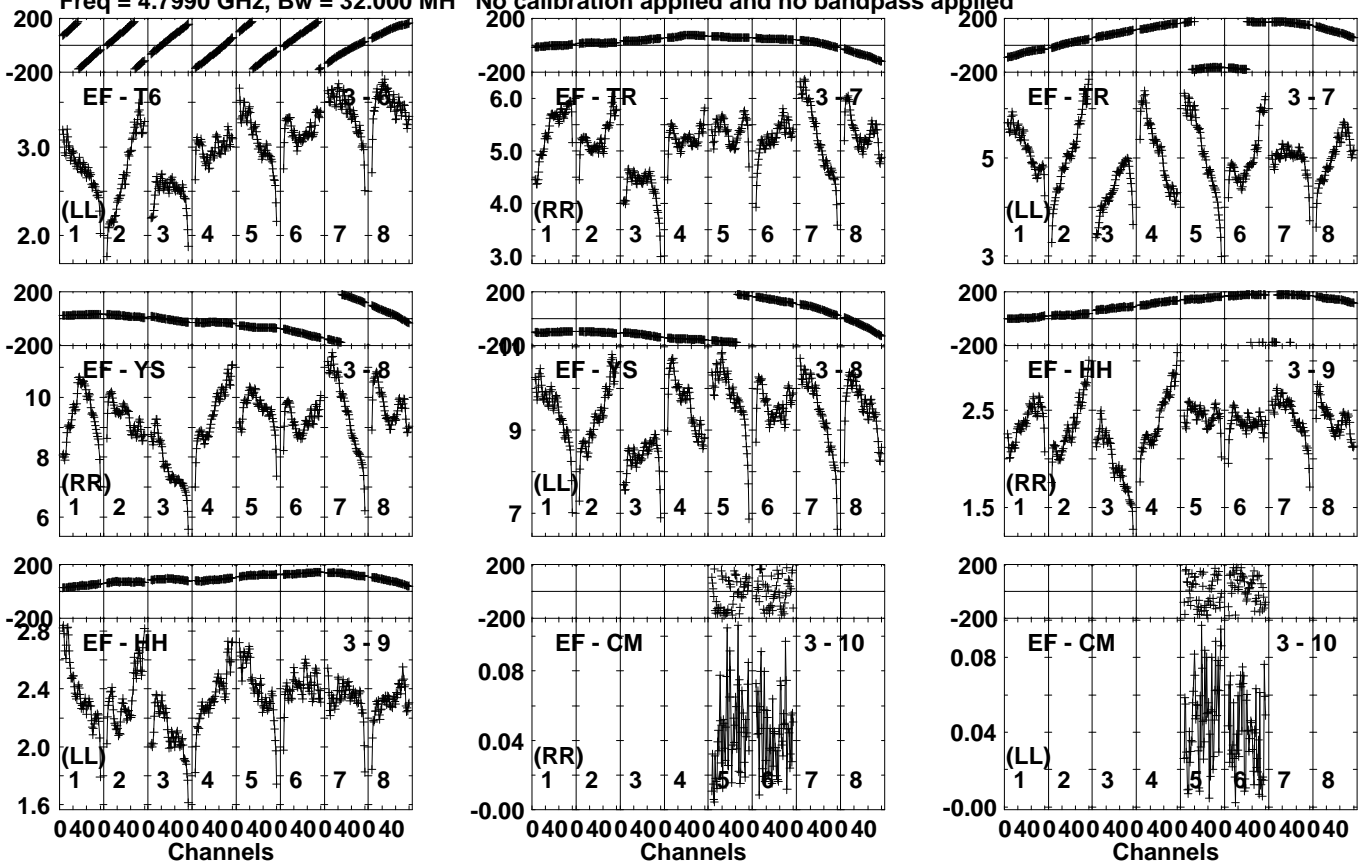 Freq = 4.7990 GHz, Bw = 32.000 MH No calibration applied and no bandpass applied
200
-200
EF - T6 3 - 6
3.0
2.0
(LL)
1 2 3 4 5 6 7 8
200
-200
EF - TR 3 - 7
6.0
5.0
4.0
3.0
(RR)
1 2 3 4 5 6 7 8
200
-200
EF - TR 3 - 7
5
3
(LL)
1 2 3 4 5 6 7 8
200
-200
EF - YS 3 - 8
10
8
6
(RR)
1 2 3 4 5 6 7 8
200
-200
11
EF - YS 3 - 8
9
7
(LL)
1 2 3 4 5 6 7 8
200
-200
EF - HH 3 - 9
2.5
1.5
(RR)
1 2 3 4 5 6 7 8
200
-200
2.8
EF - HH 3 - 9
2.4
2.0
1.6
(LL)
1 2 3 4 5 6 7 8
0 40 0 40 0 40 0 40 0 40 0 40 0 40 0 40
Channels
200
-200
EF - CM 3 - 10
0.08
0.04
-0.00
(RR)
1 2 3 4 5 6 7 8
0 40 0 40 0 40 0 40 0 40 0 40 0 40 0 40
Channels
200
-200
EF - CM 3 - 10
0.08
0.04
-0.00
(LL)
1 2 3 4 5 6 7 8
0 40 0 40 0 40 0 40 0 40 0 40 0 40 0 40
Channels